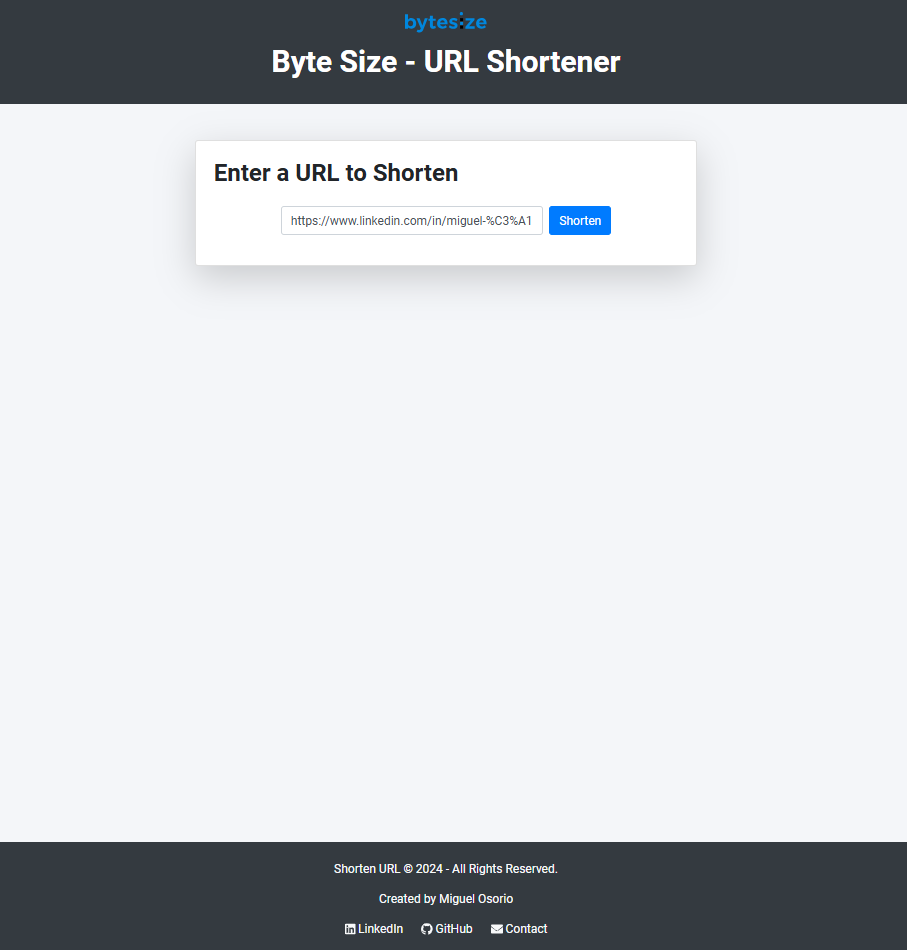 bytesize
Byte Size - URL Shortener
Enter a URL to Shorten
https://www.linkedin.com/in/miguel-%C3%A1 Shorten
Shorten URL © 2024 - All Rights Reserved.
Created by Miguel Osorio
LinkedIn GitHub Contact